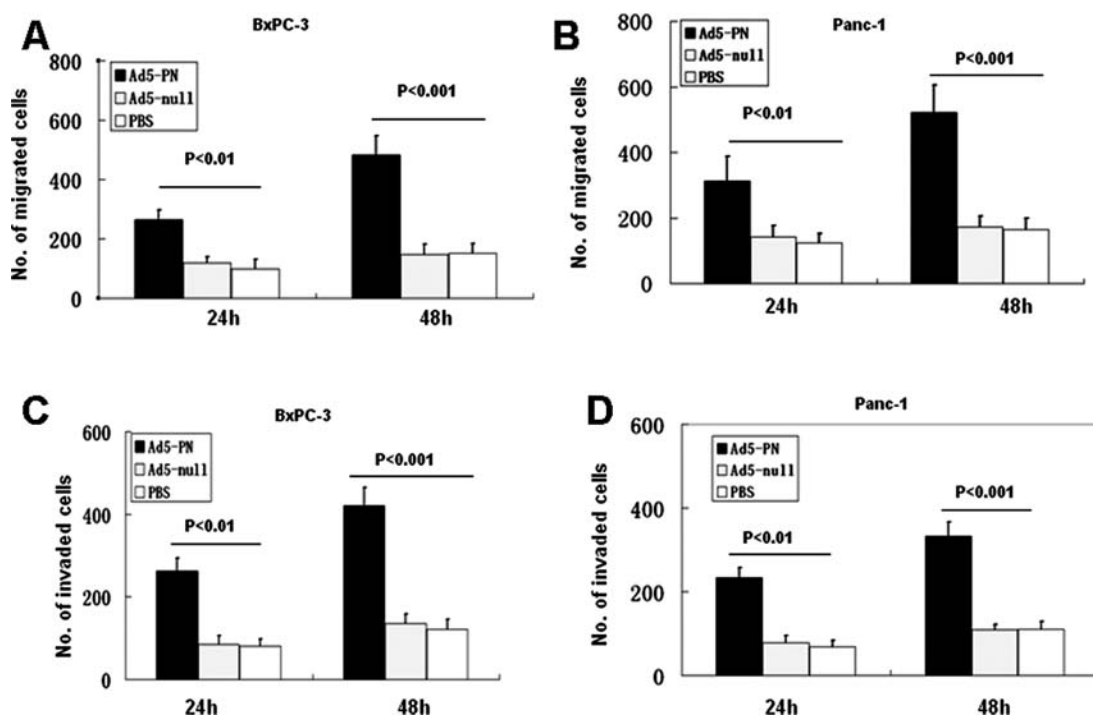 A
BxPC-3
No. of migrated cells
800
600
400
200
0
Ad5-PN
Ad5-null
PBS
P<0.01
P<0.001
24h
48h
B
Panc-1
No. of migrated cells
800
600
400
200
0
Ad5-PN
Ad5-null
PBS
P<0.01
P<0.001
24h
48h
C
BxPC-3
No. of invaded cells
600
400
200
0
Ad5-PN
Ad5-null
PBS
P<0.01
P<0.001
24h
48h
D
Panc-1
No. of invaded cells
600
400
200
0
Ad5-PN
Ad5-null
PBS
P<0.01
P<0.001
24h
48h